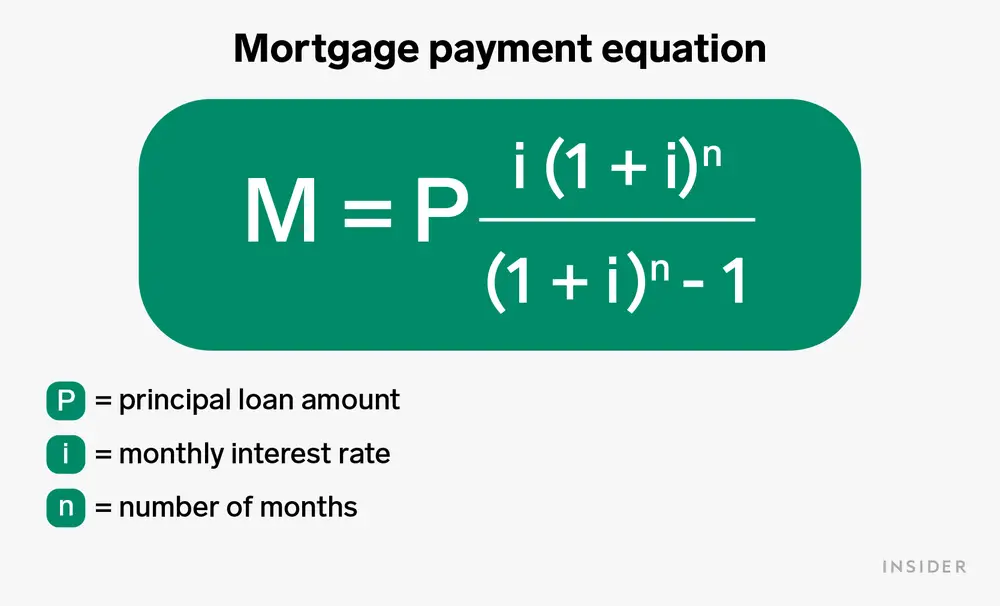 Mortgage payment equation
M = P i (1 + i)ⁿ
(1 + i)ⁿ - 1
P = principal loan amount
i = monthly interest rate
n = number of months
INSIDER